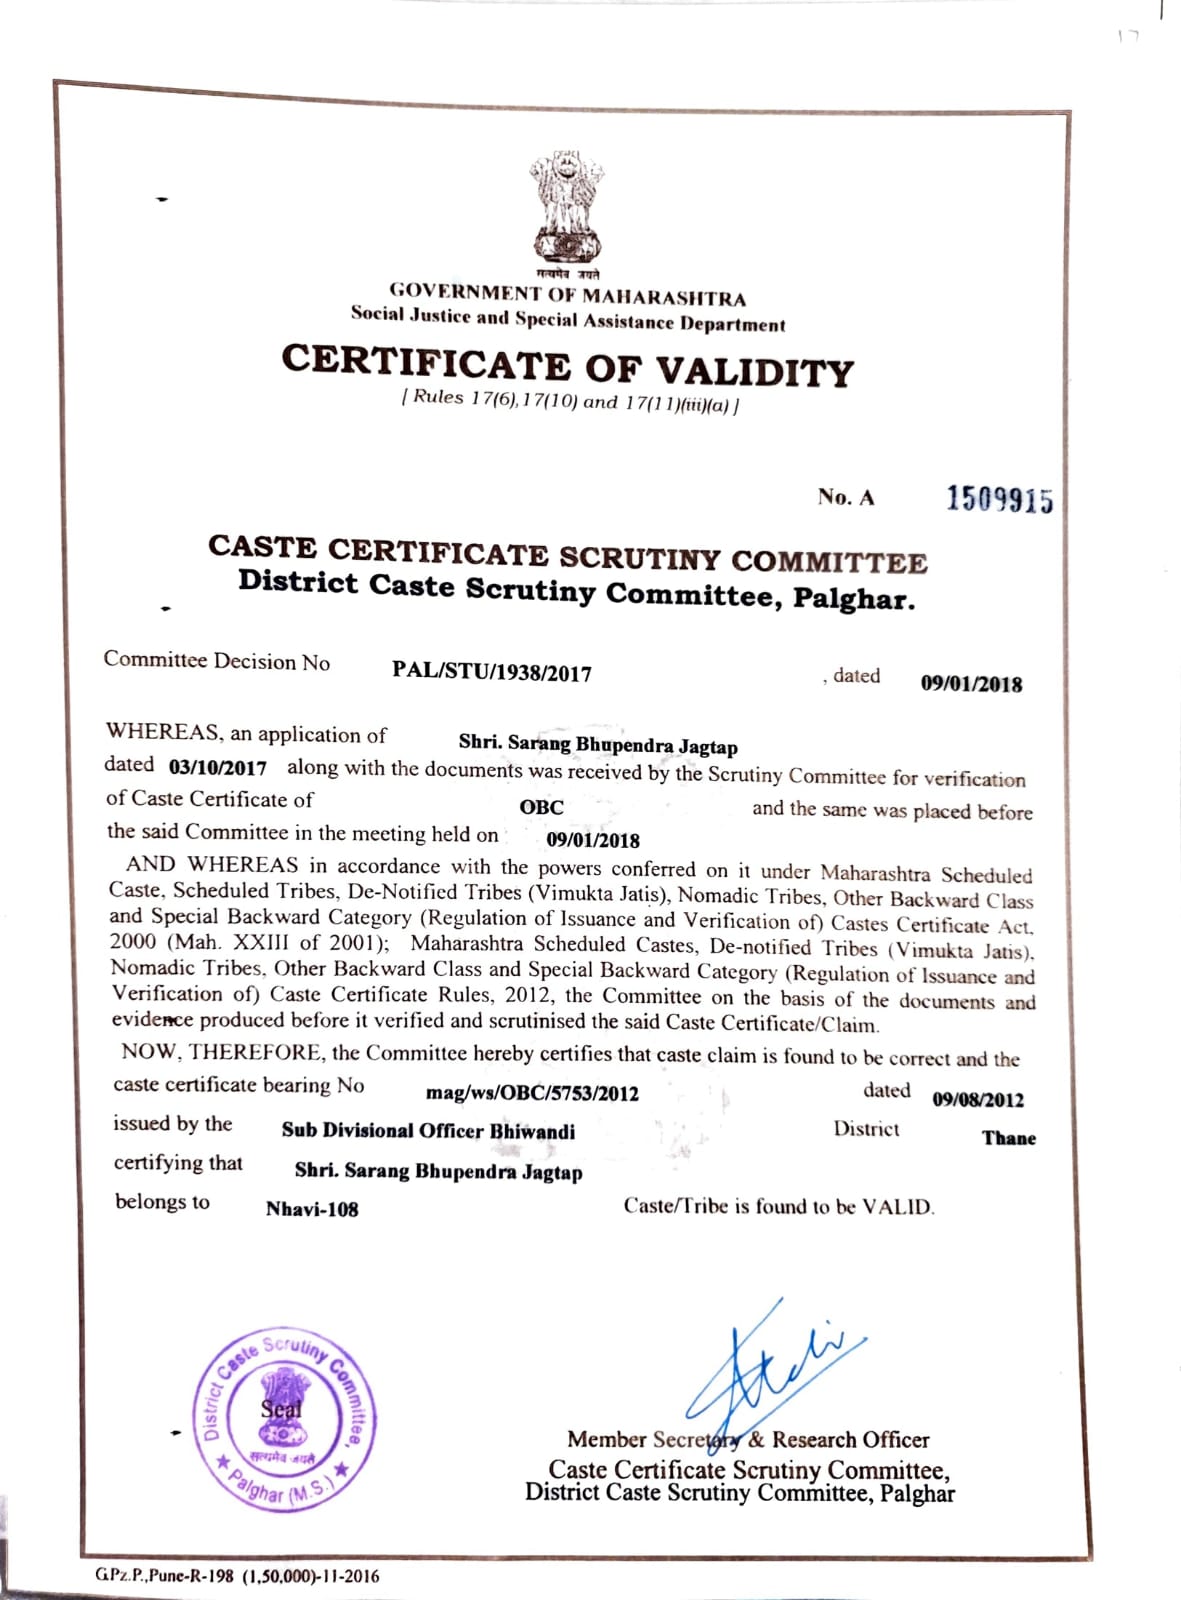 17
सत्यमेव जयते
GOVERNMENT OF MAHARASHTRA
Social Justice and Special Assistance Department
CERTIFICATE OF VALIDITY
[ Rules 17(6),17(10) and 17(11)(iii)(a) ]
No. A 1509915
CASTE CERTIFICATE SCRUTINY COMMITTEE
District Caste Scrutiny Committee, Palghar.
Committee Decision No PAL/STU/1938/2017 , dated 09/01/2018
WHEREAS, an application of Shri. Sarang Bhupendra Jagtap
dated 03/10/2017 along with the documents was received by the Scrutiny Committee for verification
of Caste Certificate of OBC and the same was placed before
the said Committee in the meeting held on 09/01/2018
AND WHEREAS in accordance with the powers conferred on it under Maharashtra Scheduled
Caste, Scheduled Tribes, De-Notified Tribes (Vimukta Jatis), Nomadic Tribes, Other Backward Class
and Special Backward Category (Regulation of Issuance and Verification of) Castes Certificate Act.
2000 (Mah. XXIII of 2001); Maharashtra Scheduled Castes, De-notified Tribes (Vimukta Jatis),
Nomadic Tribes, Other Backward Class and Special Backward Category (Regulation of Issuance and
Verification of) Caste Certificate Rules, 2012, the Committee on the basis of the documents and
evidence produced before it verified and scrutinised the said Caste Certificate/Claim.
NOW, THEREFORE, the Committee hereby certifies that caste claim is found to be correct and the
caste certificate bearing No mag/ws/OBC/5753/2012 dated 09/08/2012
issued by the Sub Divisional Officer Bhiwandi District Thane
certifying that Shri. Sarang Bhupendra Jagtap
belongs to Nhavi-108 Caste/Tribe is found to be VALID.
District Caste Scrutiny Committee,
Seal
सत्यमेव जयते
★ Palghar (M.S.) ★
Member Secretary & Research Officer
Caste Certificate Scrutiny Committee,
District Caste Scrutiny Committee, Palghar
G.Pz.P.,Pune-R-198 (1,50,000)-11-2016